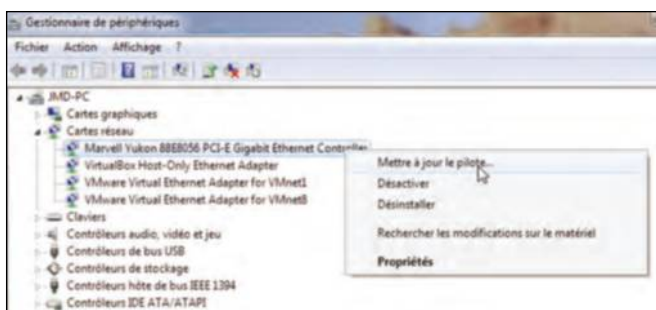 Gestionnaire de périphériques
Fichier Action Affichage ?
JMD-PC
Cartes graphiques
Cartes réseau
Marvell Yukon 88E8056 PCI-E Gigabit Ethernet Controller
VirtualBox Host-Only Ethernet Adapter
VMware Virtual Ethernet Adapter for VMnet1
VMware Virtual Ethernet Adapter for VMnet8
Claviers
Contrôleurs audio, vidéo et jeu
Contrôleurs de bus USB
Contrôleurs de stockage
Contrôleurs hôte de bus IEEE 1394
Contrôleurs IDE ATA/ATAPI
Mettre à jour le pilote...
Désactiver
Désinstaller
Rechercher les modifications sur le matériel
Propriétés